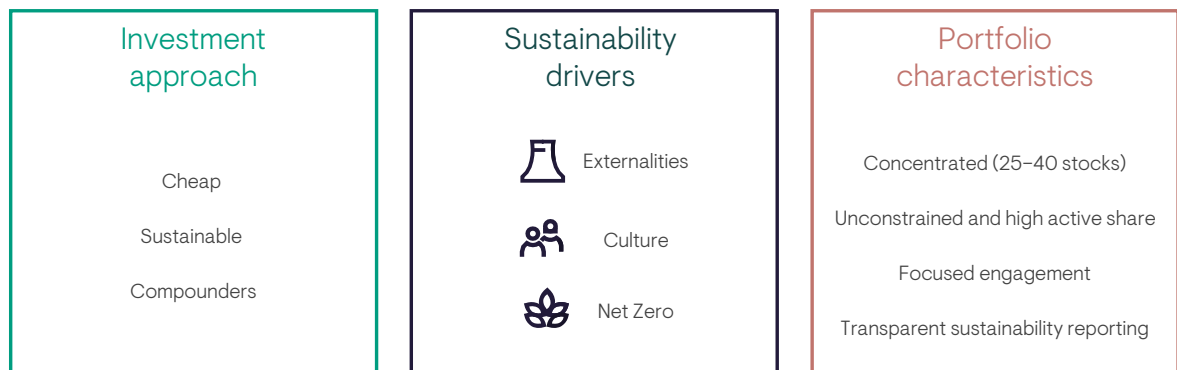 Investment
approach
Cheap
Sustainable
Compounders
Sustainability
drivers
Externalities
Culture
Net Zero
Portfolio
characteristics
Concentrated (25–40 stocks)
Unconstrained and high active share
Focused engagement
Transparent sustainability reporting